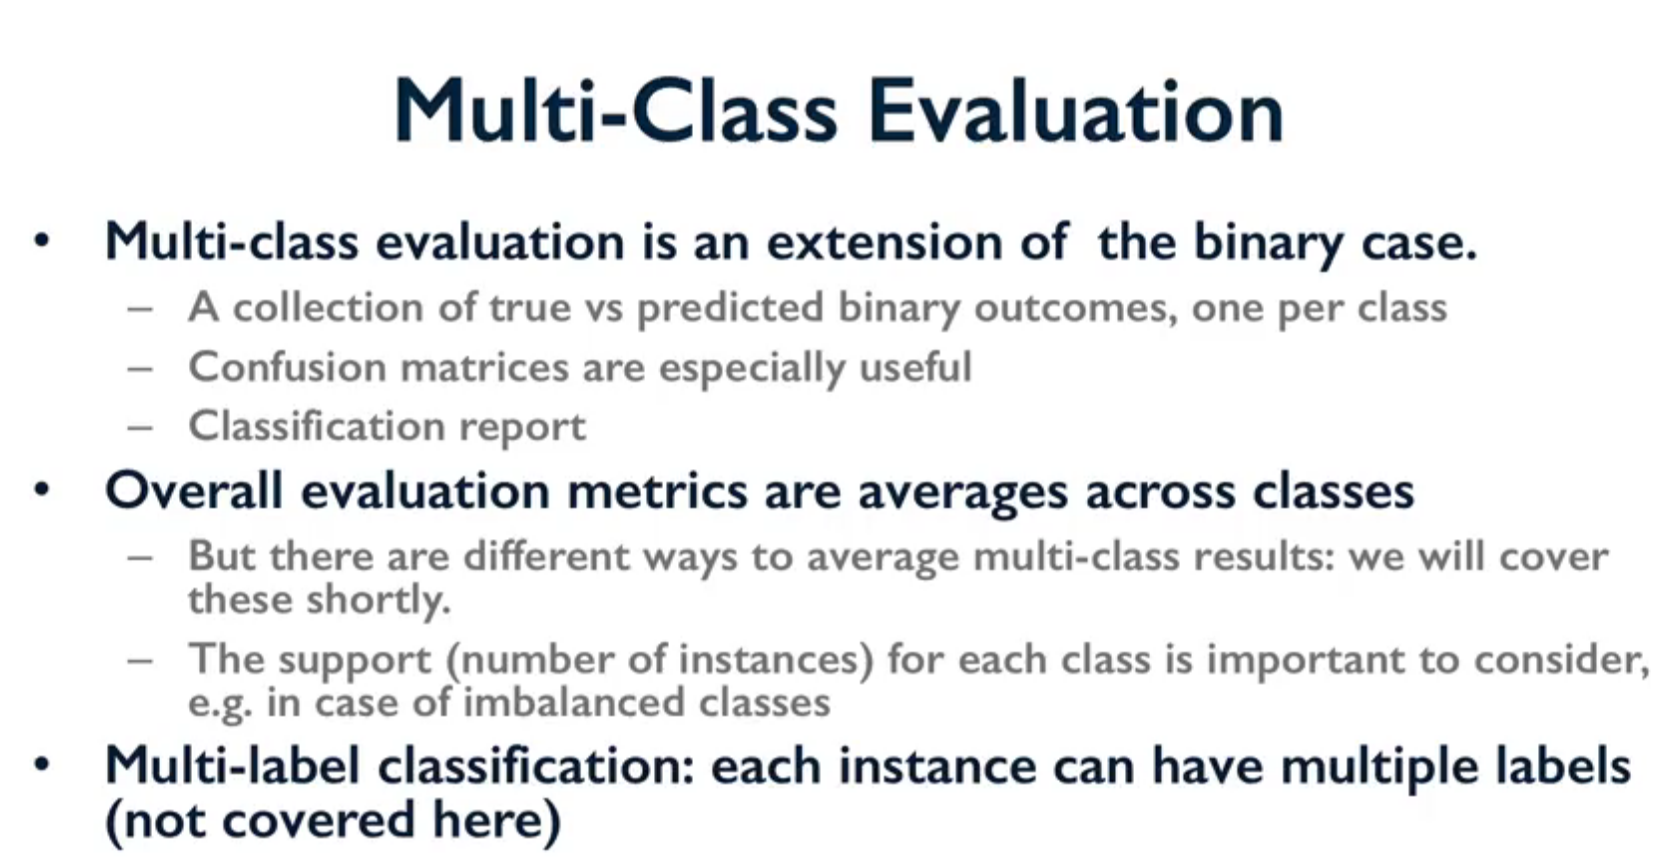 Multi-Class Evaluation
• Multi-class evaluation is an extension of the binary case.
– A collection of true vs predicted binary outcomes, one per class
– Confusion matrices are especially useful
– Classification report
• Overall evaluation metrics are averages across classes
– But there are different ways to average multi-class results: we will cover
these shortly.
– The support (number of instances) for each class is important to consider,
e.g. in case of imbalanced classes
• Multi-label classification: each instance can have multiple labels
(not covered here)